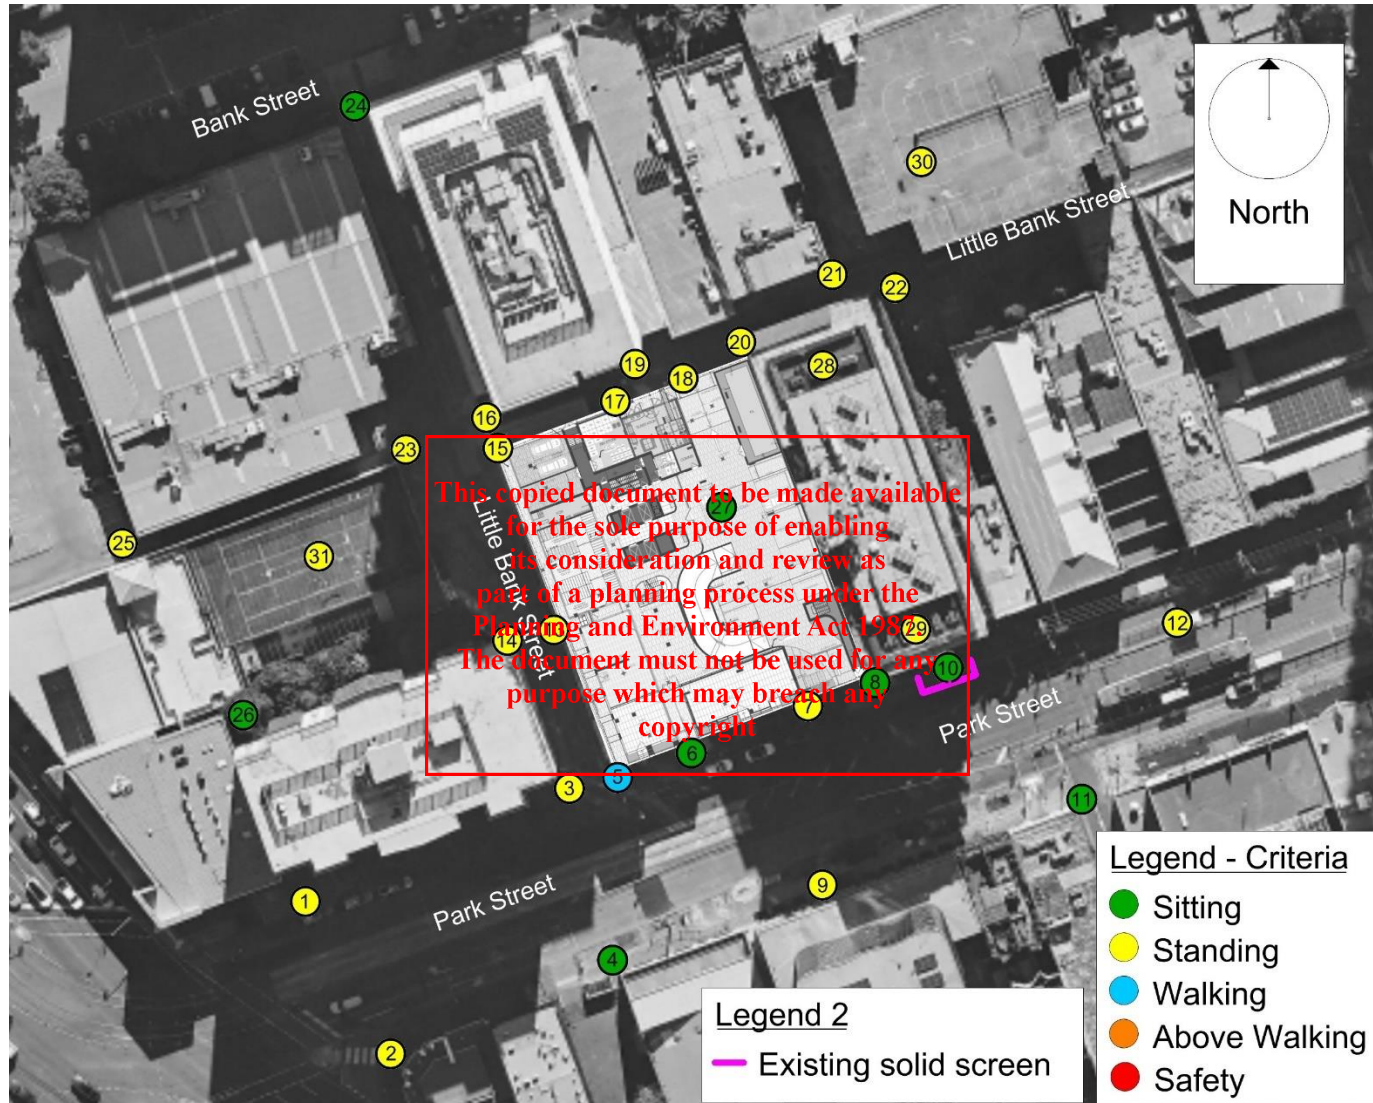 Bank Street
24
30
North
Little Bank Street
21
22
20
19
28
18
17
16
15
23
This copied document to be made available
27
for the sole purpose of enabling
25
31
its consideration and review as
Little Bank Street
part of a planning process under the
12
Planning and Environment Act 1987.
29
14
The document must not be used for any
10
8
purpose which may breach any
7
26
Park Street
copyright
6
5
3
11
Legend - Criteria
9
1
Park Street
Sitting
Standing
4
Walking
Legend 2
Above Walking
2
Existing solid screen
Safety